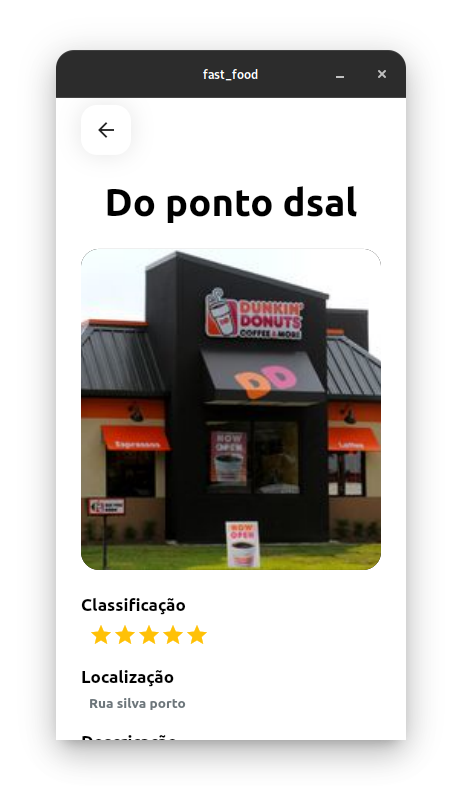 fast_food
Do ponto dsal
DUNKIN'
DONUTS
COFFEE & MORE
DD
Espresso
Lattes
NOW
OPEN
NOW
OPEN
Classificação
Localização
Rua silva porto
Descrição